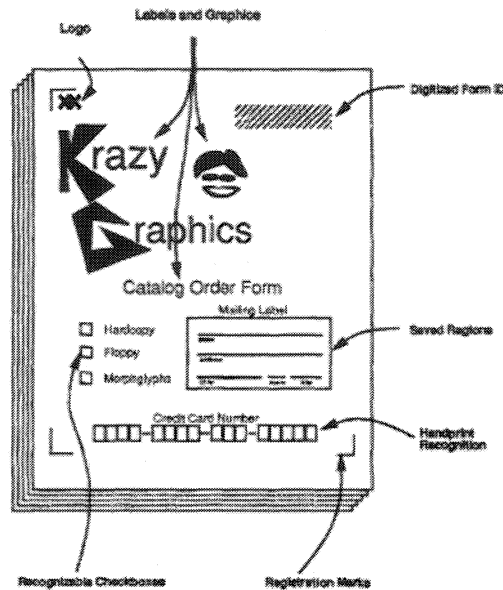 Labels and Graphics
Logo
Digitized Form ID
XX
Krazy
Graphics
Catalog Order Form
Mailing Label
Hardcopy
Floppy
Morphglyphs
Saved Regions
Credit Card Number
Handprint
Recognition
Recognizable Checkboxes
Registration Marks